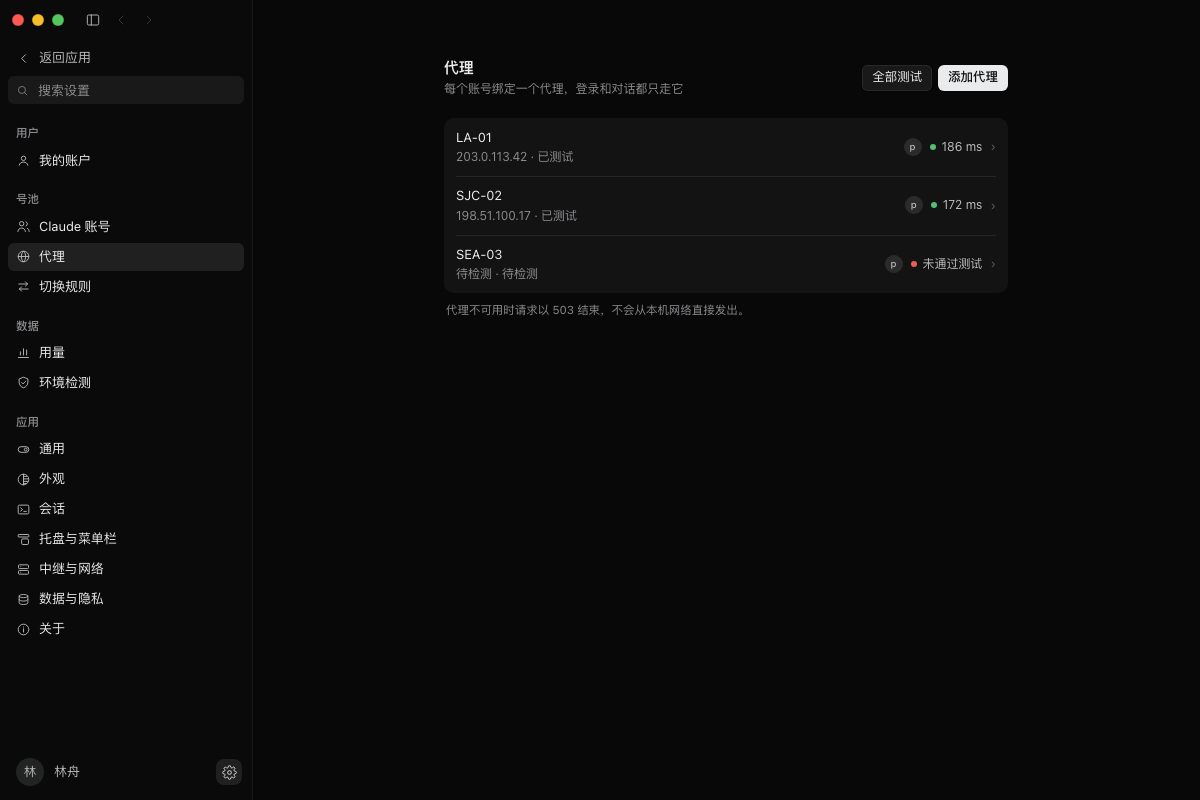 返回应用
搜索设置
用户
我的账户
号池
Claude 账号
代理
切换规则
数据
用量
环境检测
应用
通用
外观
会话
托盘与菜单栏
中继与网络
数据与隐私
关于
林 林舟
代理
每个账号绑定一个代理，登录和对话都只走它
全部测试 添加代理
LA-01
203.0.113.42 · 已测试
p 186 ms
SJC-02
198.51.100.17 · 已测试
p 172 ms
SEA-03
待检测 · 待检测
p 未通过测试
代理不可用时请求以 503 结束，不会从本机网络直接发出。